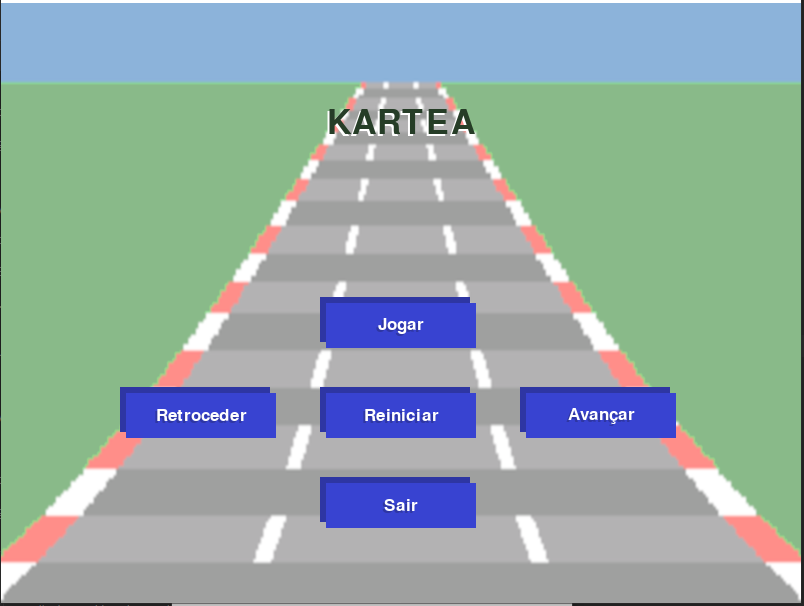 KARTEA
Jogar
Retroceder
Reiniciar
Avançar
Sair